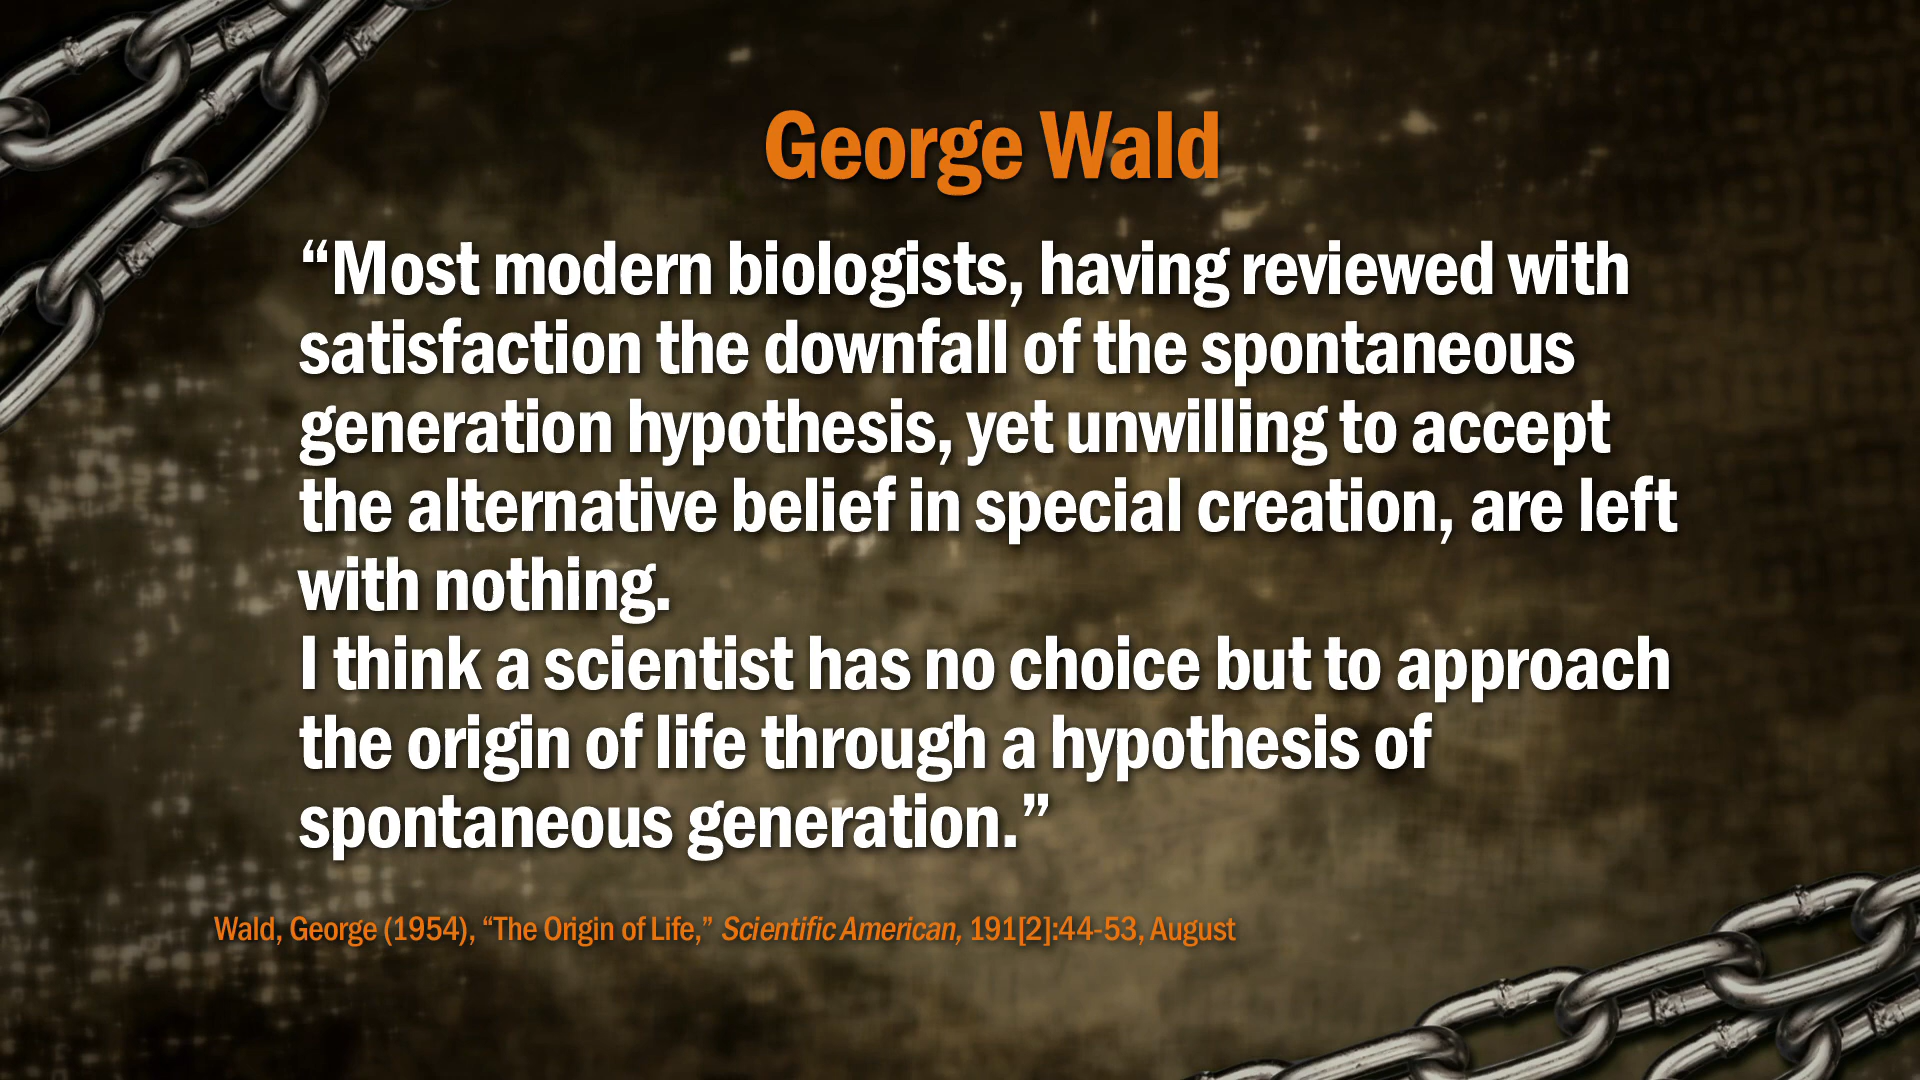 George Wald
“Most modern biologists, having reviewed with
satisfaction the downfall of the spontaneous
generation hypothesis, yet unwilling to accept
the alternative belief in special creation, are left
with nothing.
I think a scientist has no choice but to approach
the origin of life through a hypothesis of
spontaneous generation.”
Wald, George (1954), “The Origin of Life,” Scientific American, 191[2]:44-53, August